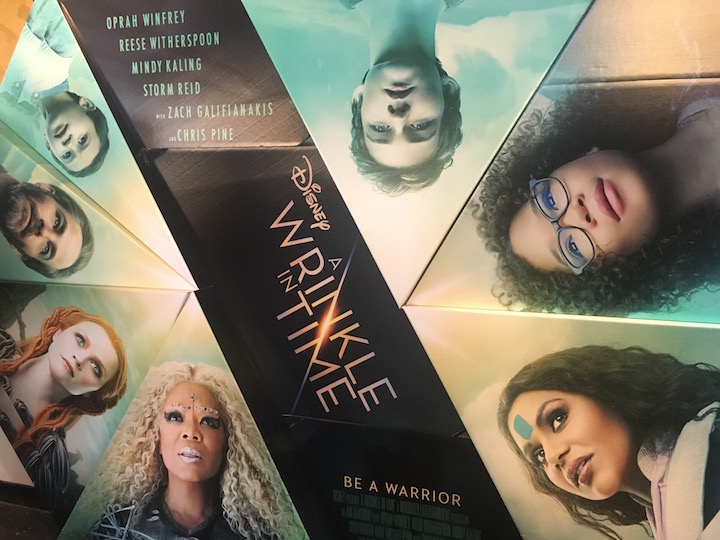 OPRAH WINFREY
REESE WITHERSPOON
MINDY KALING
STORM REID
WITH ZACH GALIFIANAKIS
AND CHRIS PINE
Disney
A
WRINKLE
IN
TIME
BE A WARRIOR